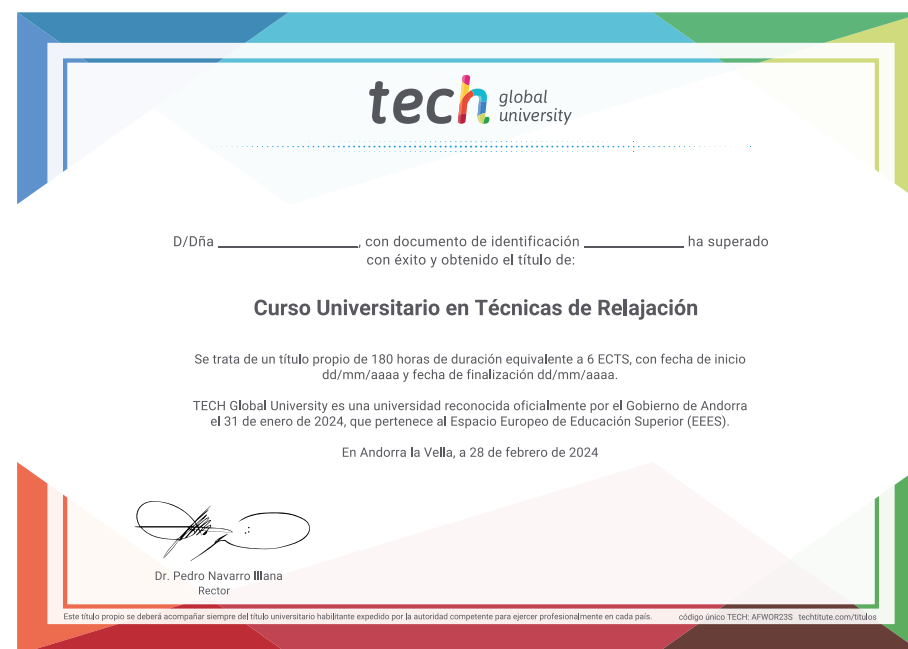 tech global university
D/Dña ____________________, con documento de identificación ______________ ha superado
con éxito y obtenido el título de:
Curso Universitario en Técnicas de Relajación
Se trata de un título propio de 180 horas de duración equivalente a 6 ECTS, con fecha de inicio
dd/mm/aaaa y fecha de finalización dd/mm/aaaa.
TECH Global University es una universidad reconocida oficialmente por el Gobierno de Andorra
el 31 de enero de 2024, que pertenece al Espacio Europeo de Educación Superior (EEES).
En Andorra la Vella, a 28 de febrero de 2024
Dr. Pedro Navarro Illana
Rector
Este título propio se deberá acompañar siempre del título universitario habilitante expedido por la autoridad competente para ejercer profesionalmente en cada país. código único TECH: AFWOR23S techtitute.com/titulos